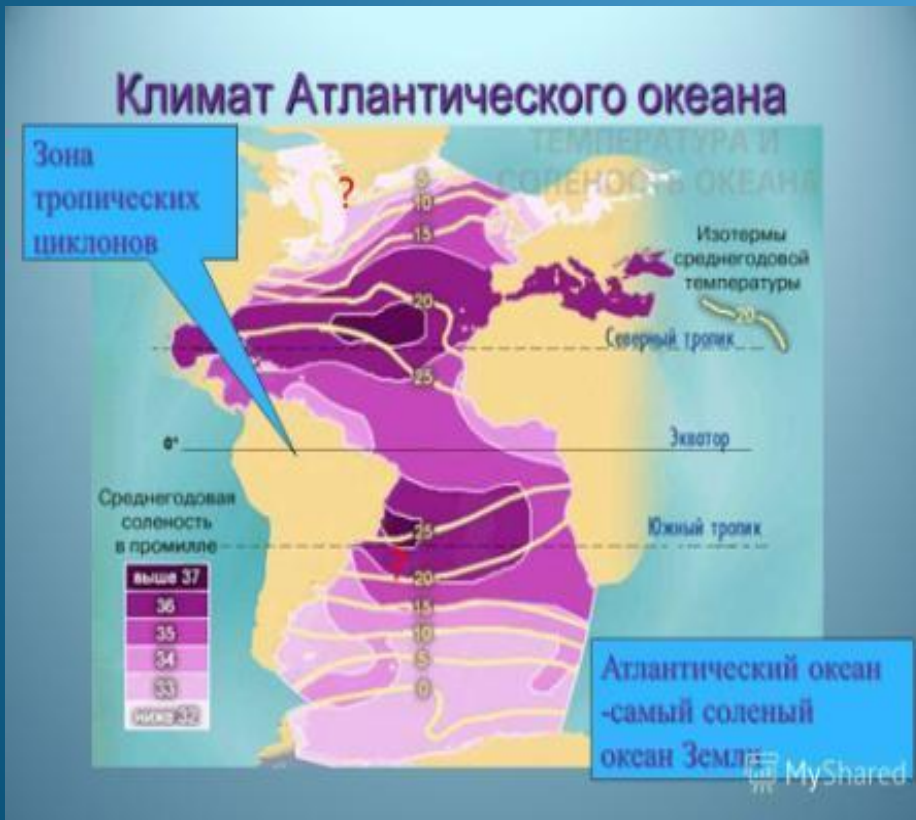 Климат Атлантического океана
Зона
тропических
циклонов
ТЕМПЕРАТУРА И
СОЛЕНОСТЬ ОКЕАНА
?
5
10
15
Изотермы
среднегодовой
температуры
20
20
Северный тропик
25
0°
Экватор
Среднегодовая
соленость
в промилле
25
Южный тропик
?
20
15
10
5
0
выше 37
36
35
34
33
ниже 32
Атлантический океан
-самый соленый
океан Земли
MyShared